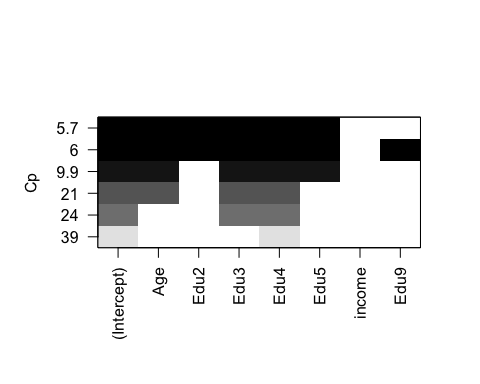 Cp
5.7
6
9.9
21
24
39
(Intercept)
Age
Edu2
Edu3
Edu4
Edu5
income
Edu9